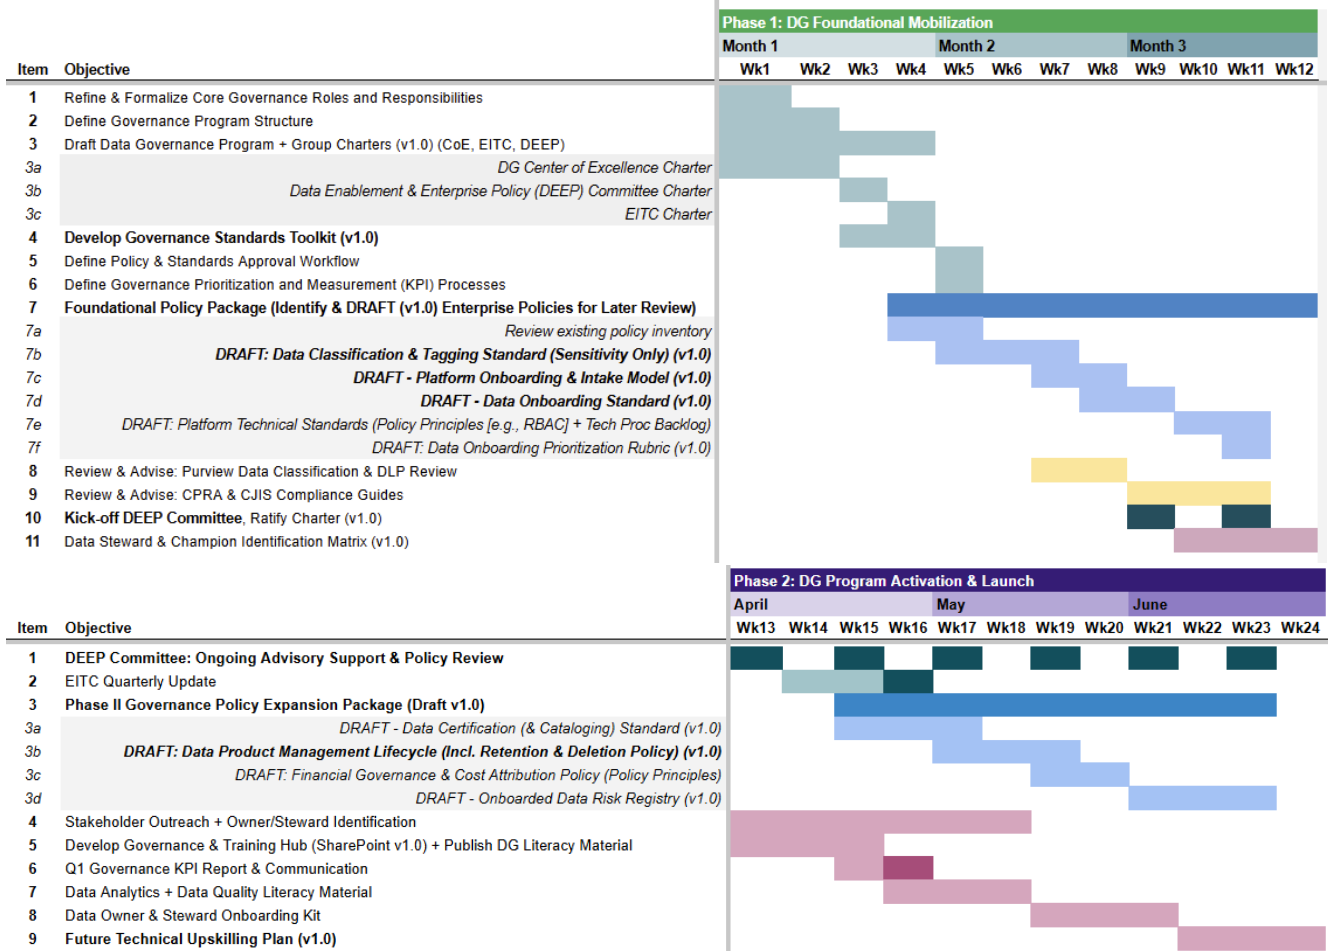 Phase 1: DG Foundational Mobilization
Month 1 Month 2 Month 3
Item Objective Wk1 Wk2 Wk3 Wk4 Wk5 Wk6 Wk7 Wk8 Wk9 Wk10 Wk11 Wk12
1 Refine & Formalize Core Governance Roles and Responsibilities
2 Define Governance Program Structure
3 Draft Data Governance Program + Group Charters (v1.0) (CoE, EITC, DEEP)
3a DG Center of Excellence Charter
3b Data Enablement & Enterprise Policy (DEEP) Committee Charter
3c EITC Charter
4 Develop Governance Standards Toolkit (v1.0)
5 Define Policy & Standards Approval Workflow
6 Define Governance Prioritization and Measurement (KPI) Processes
7 Foundational Policy Package (Identify & DRAFT (v1.0) Enterprise Policies for Later Review)
7a Review existing policy inventory
7b DRAFT: Data Classification & Tagging Standard (Sensitivity Only) (v1.0)
7c DRAFT - Platform Onboarding & Intake Model (v1.0)
7d DRAFT - Data Onboarding Standard (v1.0)
7e DRAFT: Platform Technical Standards (Policy Principles [e.g., RBAC] + Tech Proc Backlog)
7f DRAFT: Data Onboarding Prioritization Rubric (v1.0)
8 Review & Advise: Purview Data Classification & DLP Review
9 Review & Advise: CPRA & CJIS Compliance Guides
10 Kick-off DEEP Committee, Ratify Charter (v1.0)
11 Data Steward & Champion Identification Matrix (v1.0)
Phase 2: DG Program Activation & Launch
April May June
Item Objective Wk13 Wk14 Wk15 Wk16 Wk17 Wk18 Wk19 Wk20 Wk21 Wk22 Wk23 Wk24
1 DEEP Committee: Ongoing Advisory Support & Policy Review
2 EITC Quarterly Update
3 Phase II Governance Policy Expansion Package (Draft v1.0)
3a DRAFT - Data Certification (& Cataloging) Standard (v1.0)
3b DRAFT: Data Product Management Lifecycle (Incl. Retention & Deletion Policy) (v1.0)
3c DRAFT: Financial Governance & Cost Attribution Policy (Policy Principles)
3d DRAFT - Onboarded Data Risk Registry (v1.0)
4 Stakeholder Outreach + Owner/Steward Identification
5 Develop Governance & Training Hub (SharePoint v1.0) + Publish DG Literacy Material
6 Q1 Governance KPI Report & Communication
7 Data Analytics + Data Quality Literacy Material
8 Data Owner & Steward Onboarding Kit
9 Future Technical Upskilling Plan (v1.0)